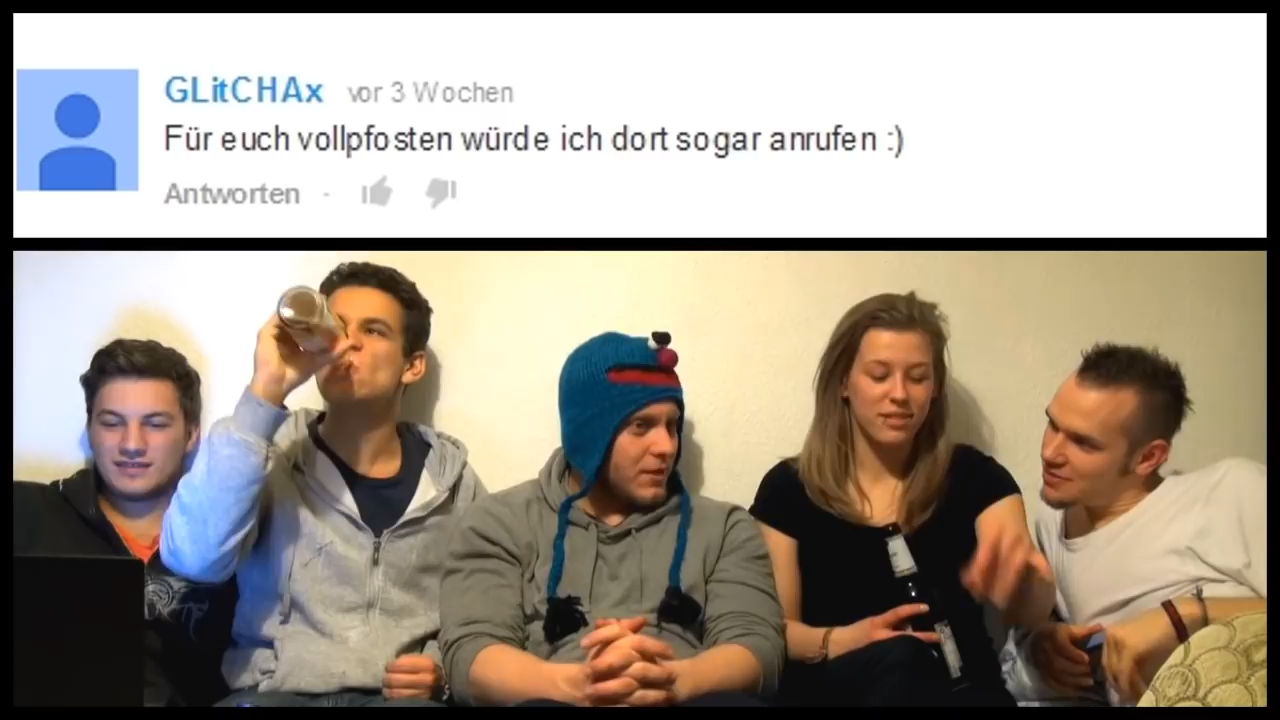 GLitCHAx vor 3 Wochen
Für euch vollpfosten würde ich dort sogar anrufen :)
Antworten -